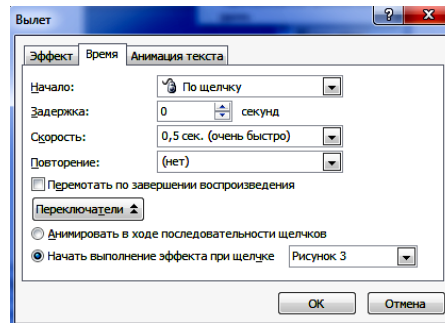 Вылет
Эффект Время Анимация текста
Начало: По щелчку
Задержка: 0 секунд
Скорость: 0,5 сек. (очень быстро)
Повторение: (нет)
Перемотать по завершении воспроизведения
Переключатели
Анимировать в ходе последовательности щелчков
Начать выполнение эффекта при щелчке Рисунок 3
ОК Отмена